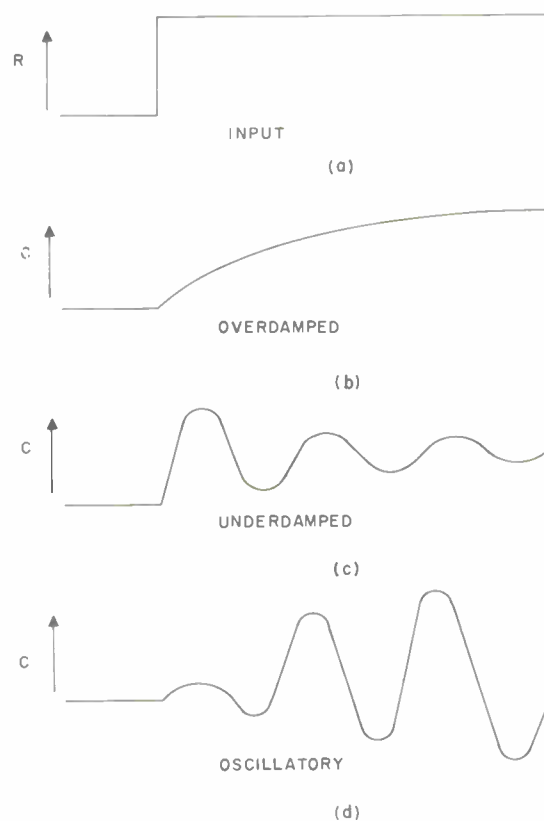 R
INPUT
(a)
OVERDAMPED
(b)
C
UNDERDAMPED
(c)
C
OSCILLATORY
(d)